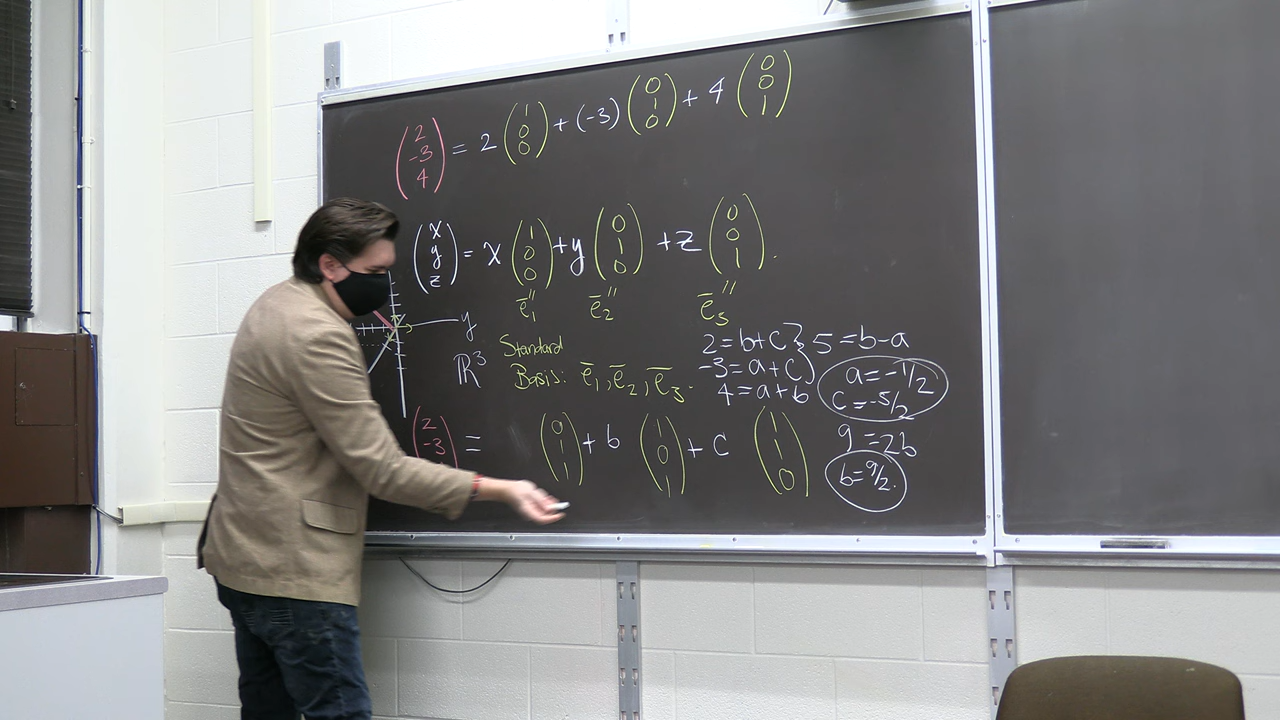 (2 -3 4) = 2 (1 0 0) + (-3) (0 1 0) + 4 (0 0 1)
(x y z) = x (1 0 0) + y (0 1 0) + z (0 0 1).
ē₁" ē₂" ē₃"
y
ℝ³
Standard
Basis: ē₁, ē₂, ē₃.
2 = b+c } 5 = b-a
-3 = a+c
4 = a+b
a = -1/2
c = -5/2
9 = 2b
b = 9/2.
(2 -3 = (0 1 1) + b (1 0 1) + c (1 1 0)